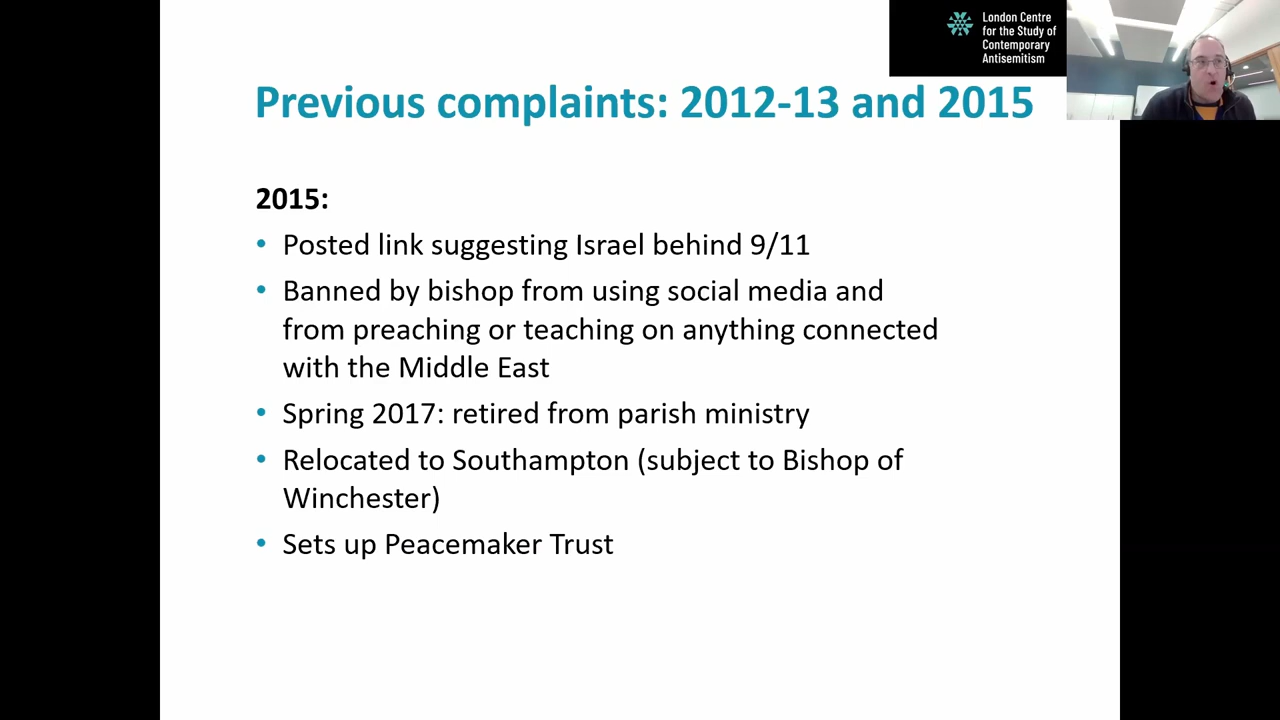 London Centre
for the Study of
Contemporary
Antisemitism
Previous complaints: 2012-13 and 2015
2015:
• Posted link suggesting Israel behind 9/11
• Banned by bishop from using social media and
from preaching or teaching on anything connected
with the Middle East
• Spring 2017: retired from parish ministry
• Relocated to Southampton (subject to Bishop of
Winchester)
• Sets up Peacemaker Trust